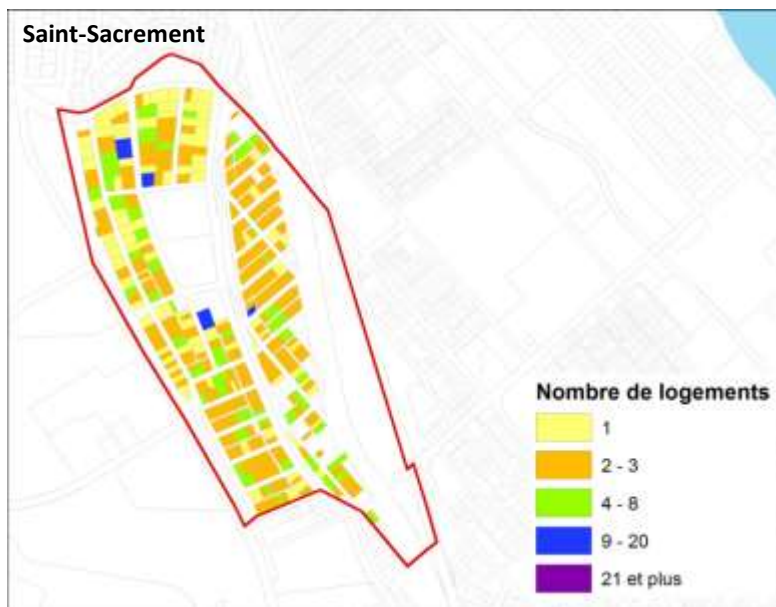 Saint-Sacrement
Nombre de logements
1
2 - 3
4 - 8
9 - 20
21 et plus